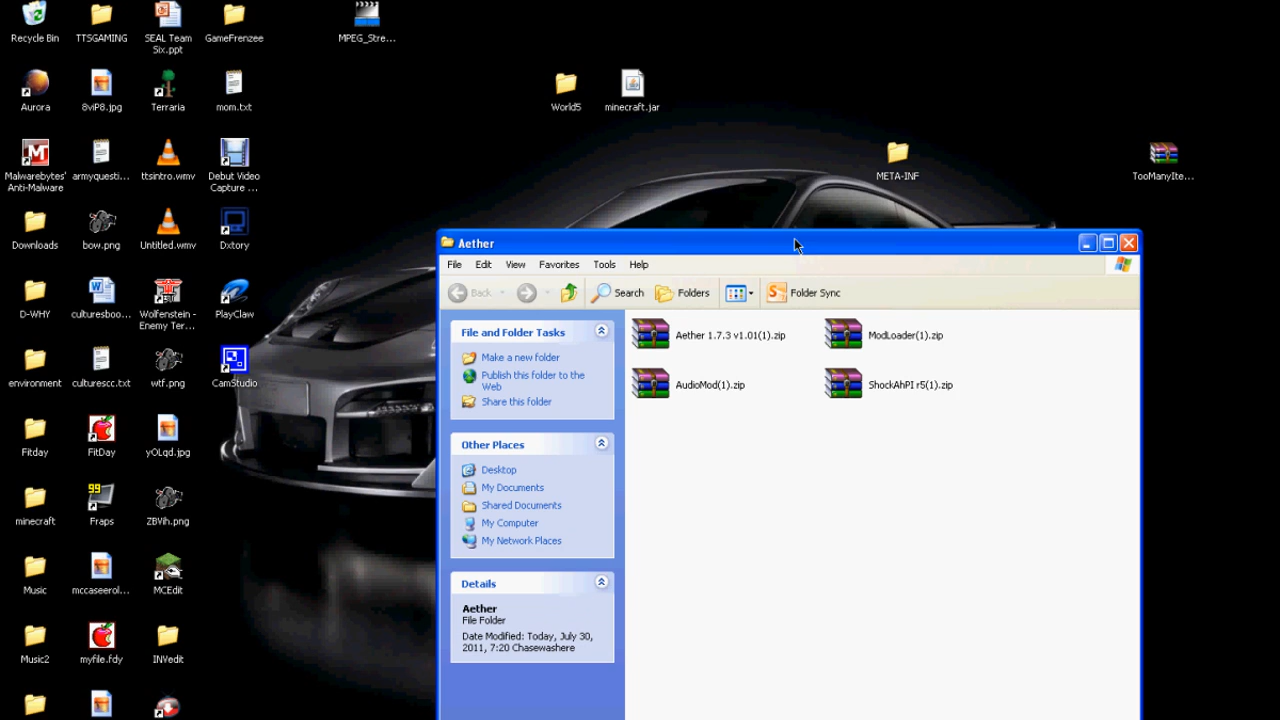 Recycle Bin
TTSGAMING
SEAL Team
Six.ppt
GameFrenzee
MPEG_Stre...
Aurora
8viP8.jpg
Terraria
mom.txt
World5
minecraft.jar
Malwarebytes'
Anti-Malware
armyquesti...
ttsintro.wmv
Debut Video
Capture ...
META-INF
TooManyIte...
Downloads
bow.png
Untitled.wmv
Dxtory
D-WHY
culturesboo...
Wolfenstein -
Enemy Ter...
PlayClaw
environment
culturescc.txt
wtf.png
CamStudio
Fitday
FitDay
yOLqd.jpg
minecraft
99
Fraps
ZBVih.png
Music
mccaseerol...
MCEdit
Music2
myfile.fdy
INVedit
Aether
File
Edit
View
Favorites
Tools
Help
Back
Search
Folders
Folder Sync
File and Folder Tasks
Make a new folder
Publish this folder to the
Web
Share this folder
Other Places
Desktop
My Documents
Shared Documents
My Computer
My Network Places
Details
Aether
File Folder
Date Modified: Today, July 30,
2011, 7:20 Chasewashere
Aether 1.7.3 v1.01(1).zip
ModLoader(1).zip
AudioMod(1).zip
ShockAhPI r5(1).zip